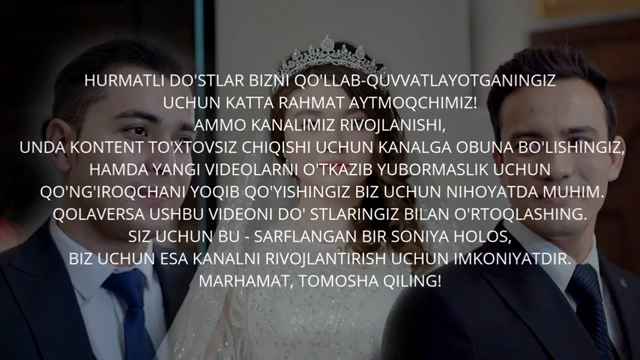 HURMATLI DO'STLAR BIZNI QO'LLAB-QUVVATLAYOTGANINGIZ
UCHUN KATTA RAHMAT AYTMOQCHIMIZ!
AMMO KANALIMIZ RIVOJLANISHI,
UNDA KONTENT TO'XTOVSIZ CHIQISHI UCHUN KANALGA OBUNA BO'LISHINGIZ,
HAMDA YANGI VIDEOLARNI O'TKAZIB YUBORMASLIK UCHUN
QO'NG'IROQCHANI YOQIB QO'YISHINGIZ BIZ UCHUN NIHOYATDA MUHIM.
QOLAVERSA USHBU VIDEONI DO' STLARINGIZ BILAN O'RTOQLASHING.
SIZ UCHUN BU - SARFLANGAN BIR SONIYA HOLOS,
BIZ UCHUN ESA KANALNI RIVOJLANTIRISH UCHUN IMKONIYATDIR.
MARHAMAT, TOMOSHA QILING!